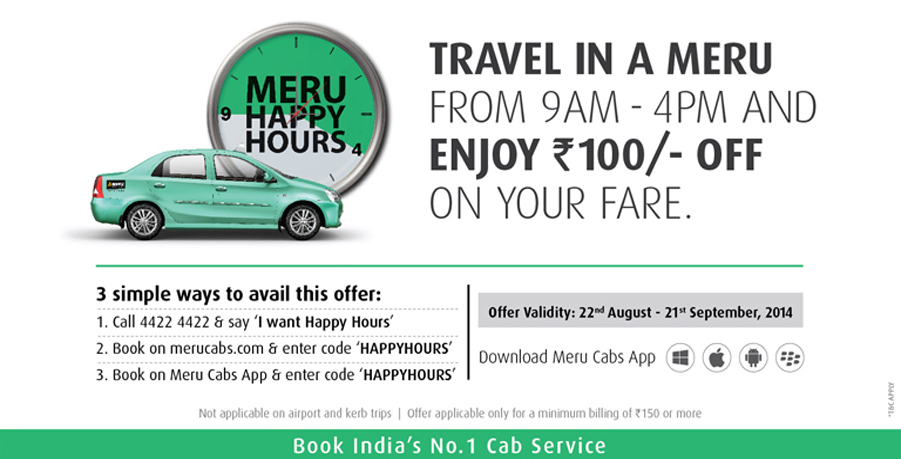 MERU
HAPPY
HOURS
9
4
TRAVEL IN A MERU
FROM 9AM - 4PM AND
ENJOY ₹100/- OFF
ON YOUR FARE.
3 simple ways to avail this offer:
1. Call 4422 4422 & say 'I want Happy Hours'
2. Book on merucabs.com & enter code 'HAPPYHOURS'
3. Book on Meru Cabs App & enter code 'HAPPYHOURS'
Offer Validity: 22nd August - 21st September, 2014
Download Meru Cabs App
Not applicable on airport and kerb trips | Offer applicable only for a minimum billing of ₹150 or more
*T&C APPLY
Book India's No.1 Cab Service